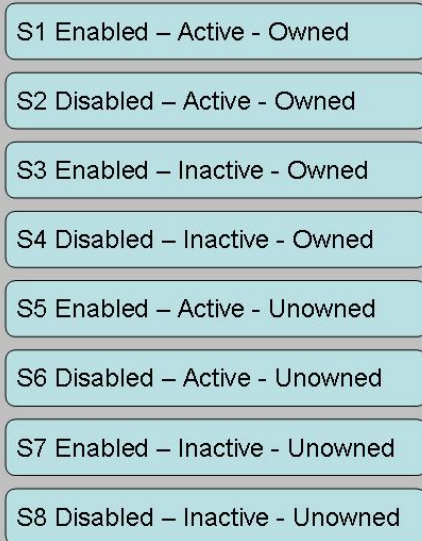 S1 Enabled – Active - Owned
S2 Disabled – Active - Owned
S3 Enabled – Inactive - Owned
S4 Disabled – Inactive - Owned
S5 Enabled – Active - Unowned
S6 Disabled – Active - Unowned
S7 Enabled – Inactive - Unowned
S8 Disabled – Inactive - Unowned